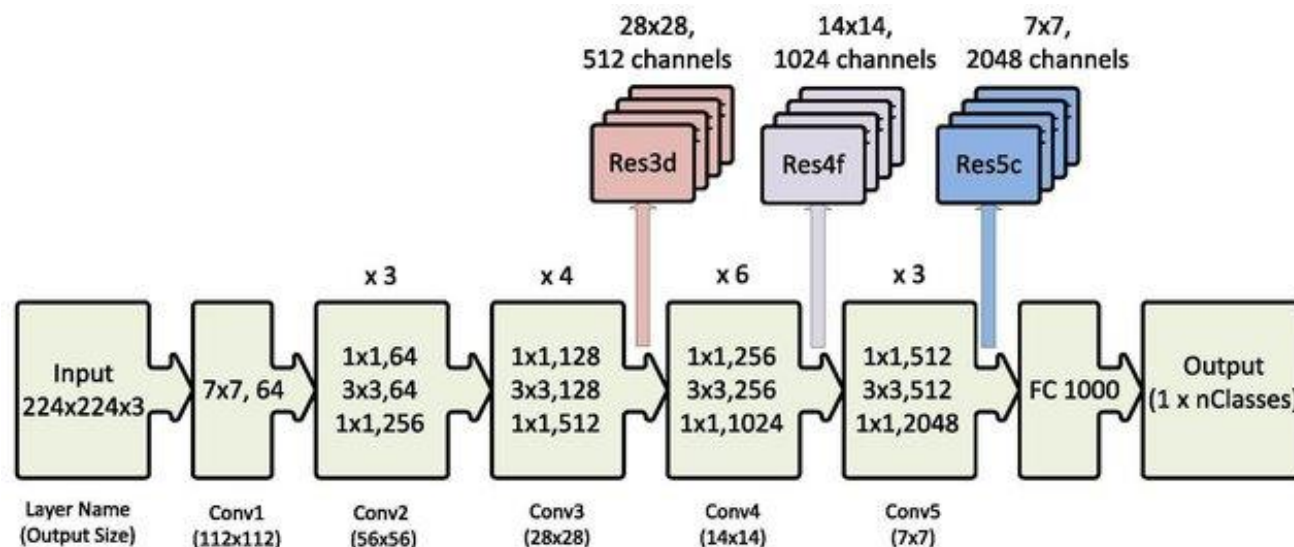 28x28,
512 channels
14x14,
1024 channels
7x7,
2048 channels
Res3d
Res4f
Res5c
x 3
x 4
x 6
x 3
Input
224x224x3
7x7, 64
1x1,64
3x3,64
1x1,256
1x1,128
3x3,128
1x1,512
1x1,256
3x3,256
1x1,1024
1x1,512
3x3,512
1x1,2048
FC 1000
Output
(1 x nClasses)
Layer Name
(Output Size)
Conv1
(112x112)
Conv2
(56x56)
Conv3
(28x28)
Conv4
(14x14)
Conv5
(7x7)